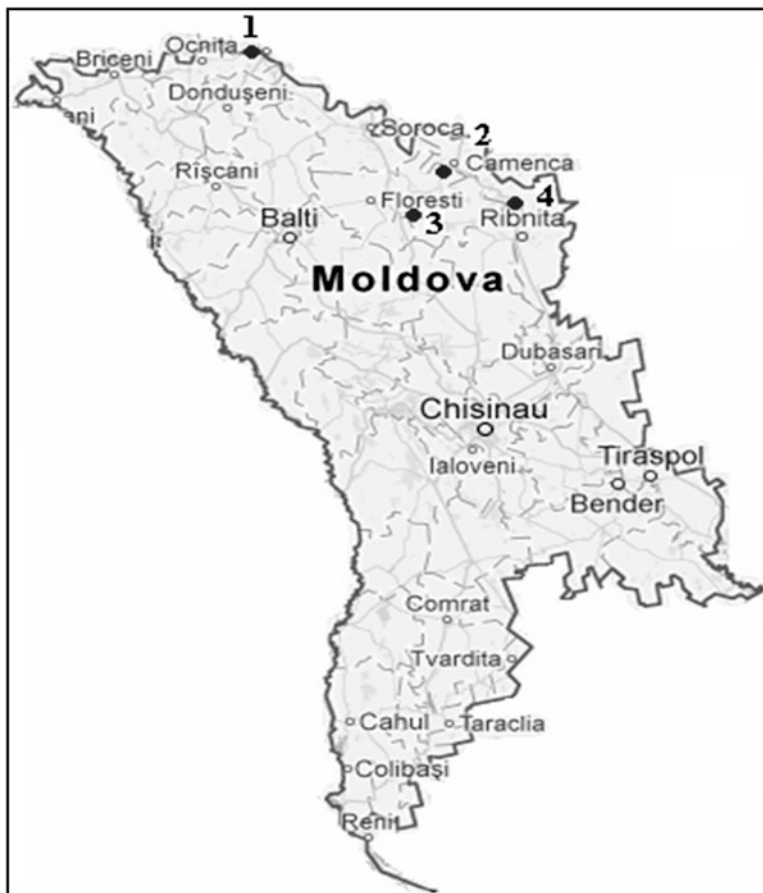 1
Ocnița
Briceni
Dondușeni
ani
Soroca
2
Camenca
Rîșcani
Floresti
4
3
Ribnita
Balti
Moldova
Dubasari
Chisinau
Ialoveni
Tiraspol
Bender
Comrat
Tvardita
Cahul
Taraclia
Colibași
Reni